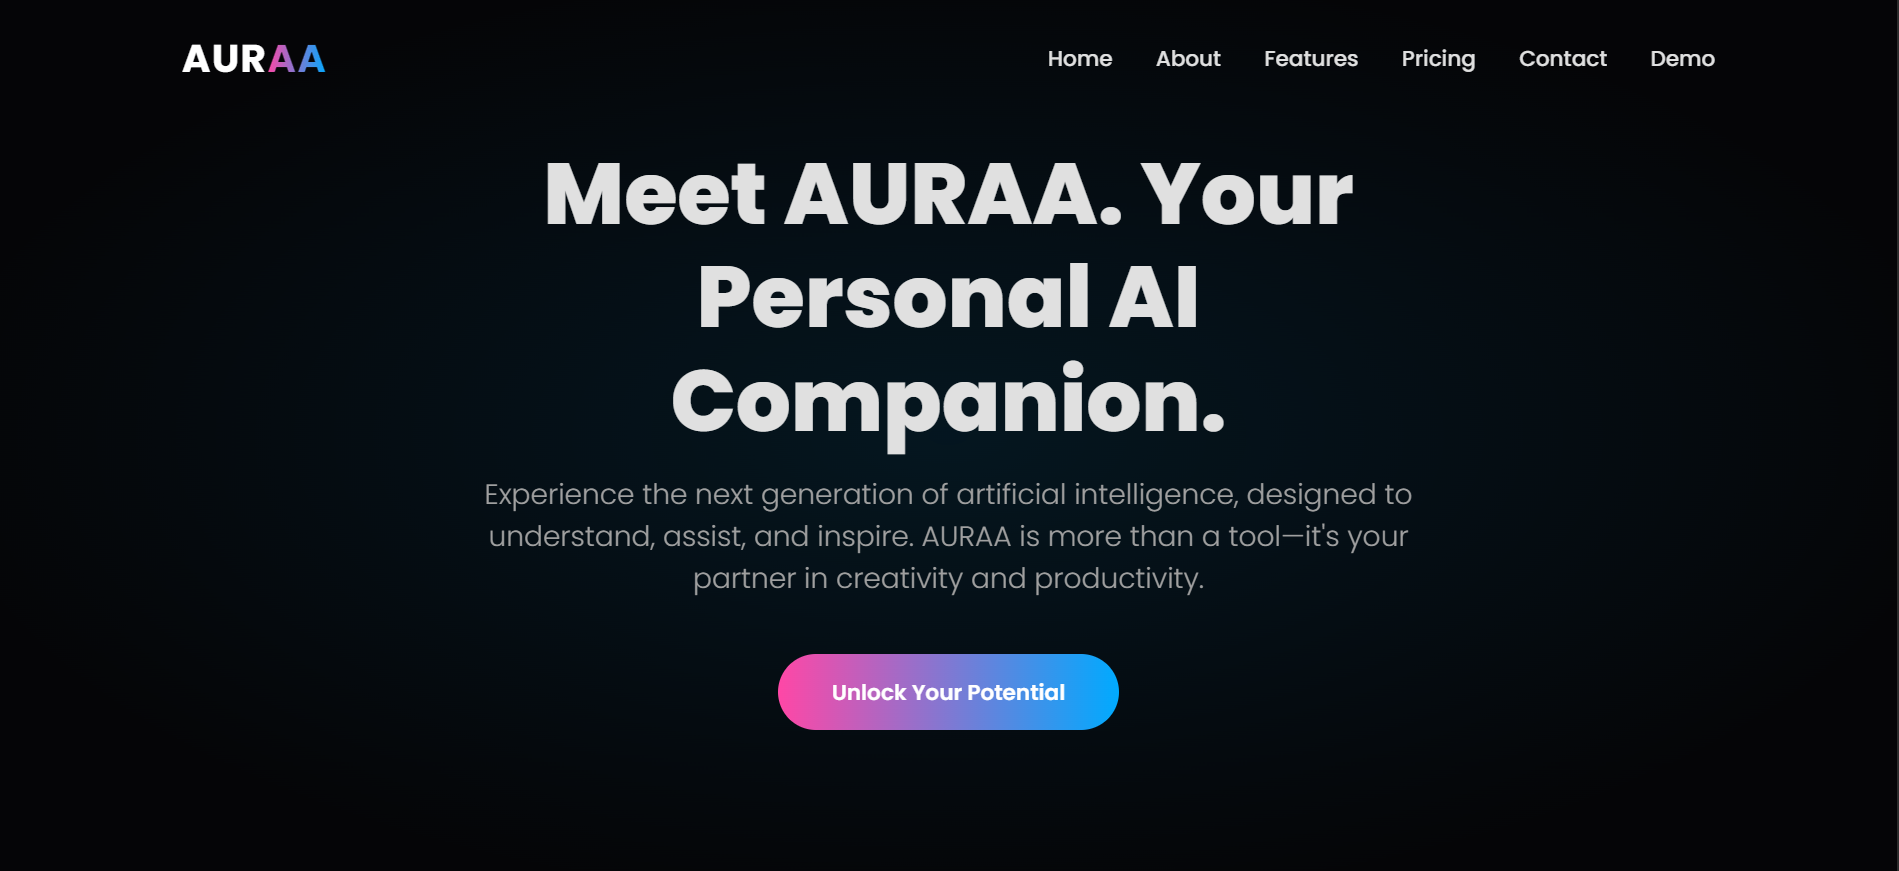 AURAA
Home About Features Pricing Contact Demo
Meet AURAA. Your
Personal AI
Companion.
Experience the next generation of artificial intelligence, designed to
understand, assist, and inspire. AURAA is more than a tool—it's your
partner in creativity and productivity.
Unlock Your Potential